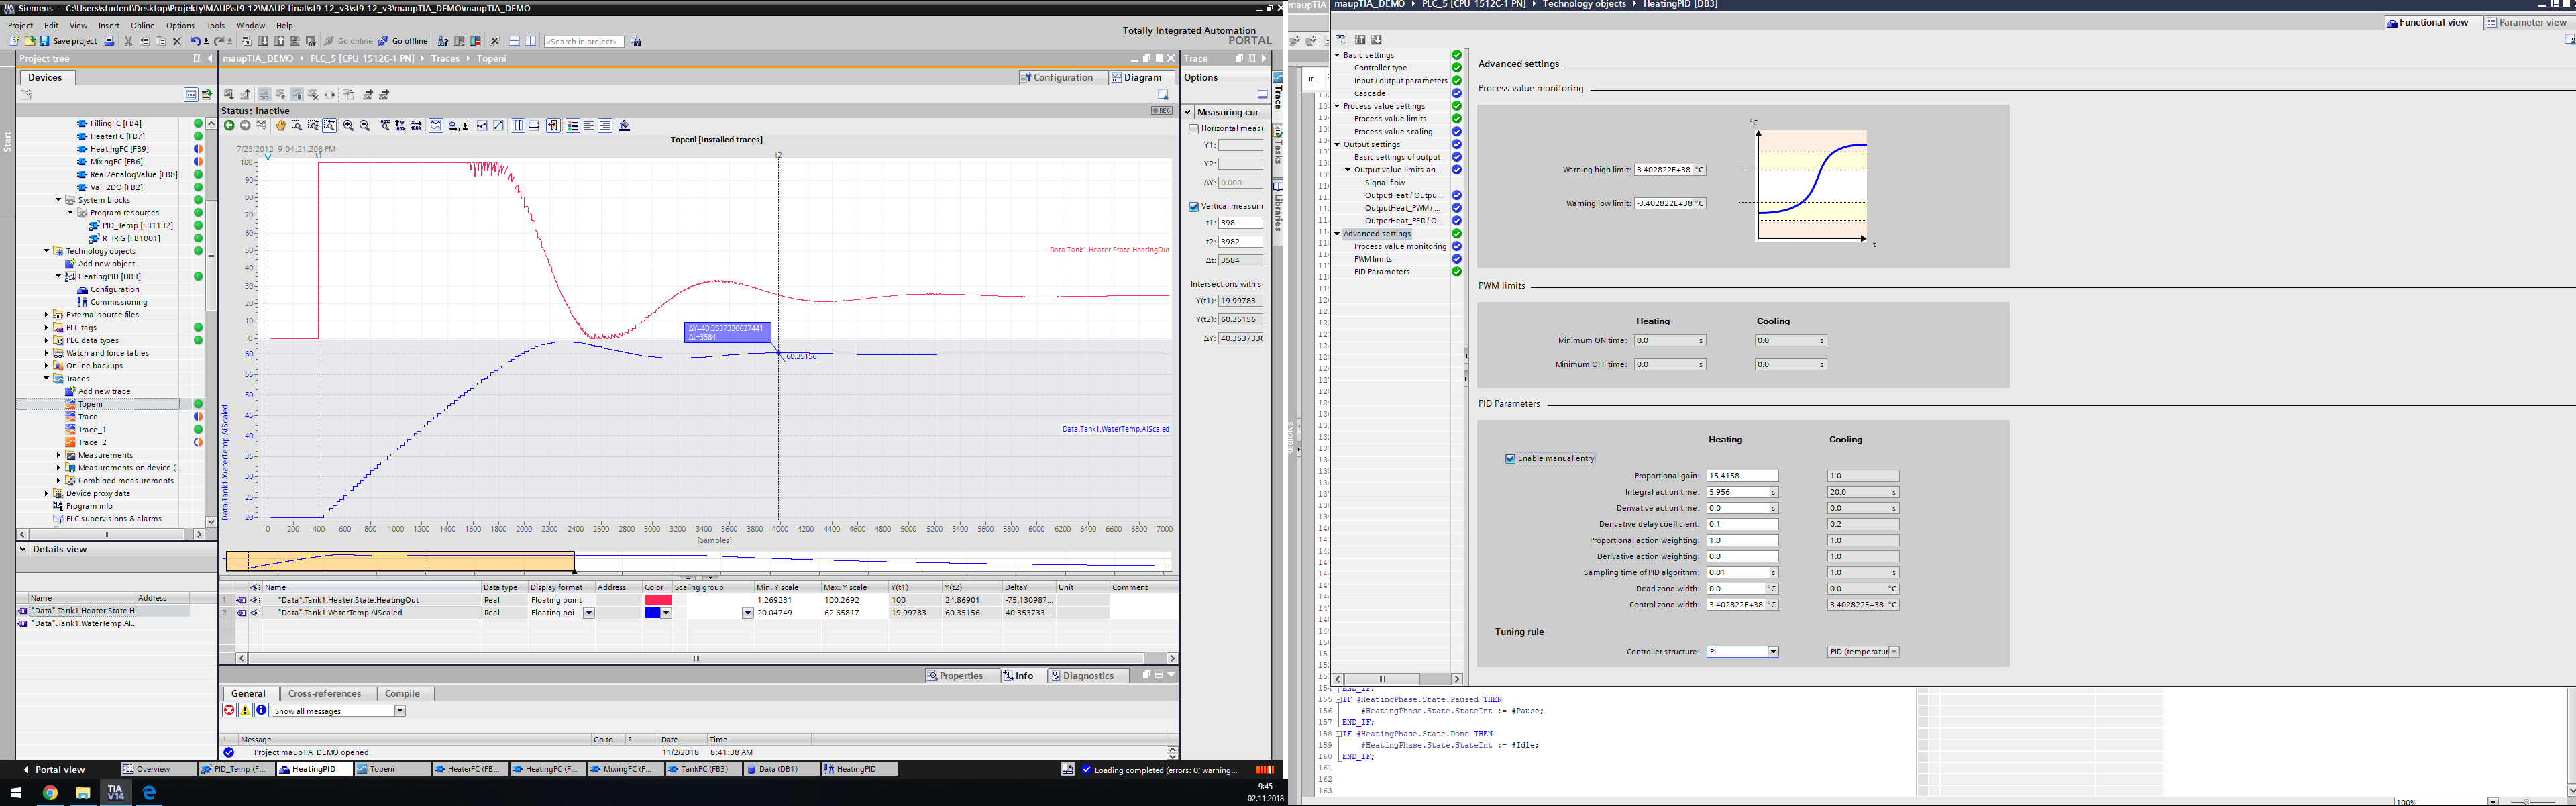 Siemens - C:\Users\student\Desktop\Projekty\MAUP\st9-12\MAUP-final\st9-12_v3\st9-12_v3\maupTIA_DEMO\maupTIA_DEMO
Project Edit View Insert Online Options Tools Window Help
Save project Go online Go offline <Search in project>
Totally Integrated Automation
PORTAL
Project tree
Devices
FillingFC [FB4]
HeaterFC [FB7]
HeatingFC [FB9]
MixingFC [FB6]
Real2AnalogValue [FB8]
Val_2DO [FB2]
System blocks
Program resources
PID_Temp [FB1132]
R_TRIG [FB1001]
Technology objects
Add new object
HeatingPID [DB3]
Configuration
Commissioning
External source files
PLC tags
PLC data types
Watch and force tables
Online backups
Traces
Add new trace
Topeni
Trace
Trace_1
Trace_2
Measurements
Measurements on device (.
Combined measurements
Device proxy data
Program info
PLC supervisions & alarms
Details view
Name Address
"Data".Tank1.Heater.State.H
"Data".Tank1.WaterTemp.AI..
Start
maupTIA_DEMO PLC_5 [CPU 1512C-1 PN] Traces Topeni
Configuration Diagram
Status: Inactive
REC
Topeni [Installed traces]
7/23/2012 9:04:21.208 PM
t1 t2
100
90
80
70
60
50
40
30
20
10
0
Data.Tank1.Heater.State.HeatingOut
ΔY=40.3537330627441
Δt=3584
60.35156
60
55
50
45
40
35
30
25
20
Data.Tank1.WaterTemp.AIScaled
Data.Tank1.WaterTemp.AIScaled
0 200 400 600 800 1000 1200 1400 1600 1800 2000 2200 2400 2600 2800 3000 3200 3400 3600 3800 4000 4200 4400 4600 4800 5000 5200 5400 5600 5800 6000 6200 6400 6600 6800 7000
[Samples]
Name Data type Display format Address Color Scaling group Min. Y scale Max. Y scale Y(t1) Y(t2) DeltaY Unit Comment
1 "Data".Tank1.Heater.State.HeatingOut Real Floating point 1.269231 100.2692 100 24.86901 -75.130987...
2 "Data".Tank1.WaterTemp.AIScaled Real Floating poi... 20.04749 62.65817 19.99783 60.35156 40.353733...
Properties Info Diagnostics
General Cross-references Compile
Show all messages
! Message Go to ? Date Time
Project maupTIA_DEMO opened. 11/2/2018 8:41:38 AM
Trace
Options
Measuring cur
Horizontal measu
Y1:
Y2:
ΔY: 0.000
Vertical measurin
t1: 398
t2: 3982
Δt: 3584
Intersections with se
Y(t1): 19.99783
Y(t2): 60.35156
ΔY: 40.353733
Trace
Tasks
Libraries
Portal view Overview PID_Temp (F... HeatingPID Topeni HeaterFC (FB... HeatingFC (F... MixingFC (F... TankFC (FB3) Data (DB1) HeatingPID
Loading completed (errors: 0; warning...
TIA
V14
9:45
02.11.2018
maupTIA_DEMO PLC_5 [CPU 1512C-1 PN] Technology objects HeatingPID [DB3]
Functional view Parameter view
Basic settings
Controller type
Input / output parameters
Cascade
Process value settings
Process value limits
Process value scaling
Output settings
Basic settings of output
Output value limits an...
Signal flow
OutputHeat / Outpu...
OutputHeat_PWM / ...
OutperHeat_PER / O...
Advanced settings
Process value monitoring
PWM limits
PID Parameters
Advanced settings
Process value monitoring
°C
Warning high limit: 3.402822E+38 °C
Warning low limit: -3.402822E+38 °C
t
PWM limits
Heating Cooling
Minimum ON time: 0.0 s 0.0 s
Minimum OFF time: 0.0 s 0.0 s
PID Parameters
Heating Cooling
Enable manual entry
Proportional gain: 15.4158 1.0
Integral action time: 5.956 s 20.0 s
Derivative action time: 0.0 s 0.0 s
Derivative delay coefficient: 0.1 0.2
Proportional action weighting: 1.0 1.0
Derivative action weighting: 0.0 1.0
Sampling time of PID algorithm: 0.01 s 1.0 s
Dead zone width: 0.0 °C 0.0 °C
Control zone width: 3.402822E+38 °C 3.402822E+38 °C
Tuning rule
Controller structure: PI PID (temperatur
154 END_IF;
155 IF #HeatingPhase.State.Paused THEN
156 #HeatingPhase.State.StateInt := #Pause;
157 END_IF;
158 IF #HeatingPhase.State.Done THEN
159 #HeatingPhase.State.StateInt := #Idle;
160 END_IF;
161
162
163
100%